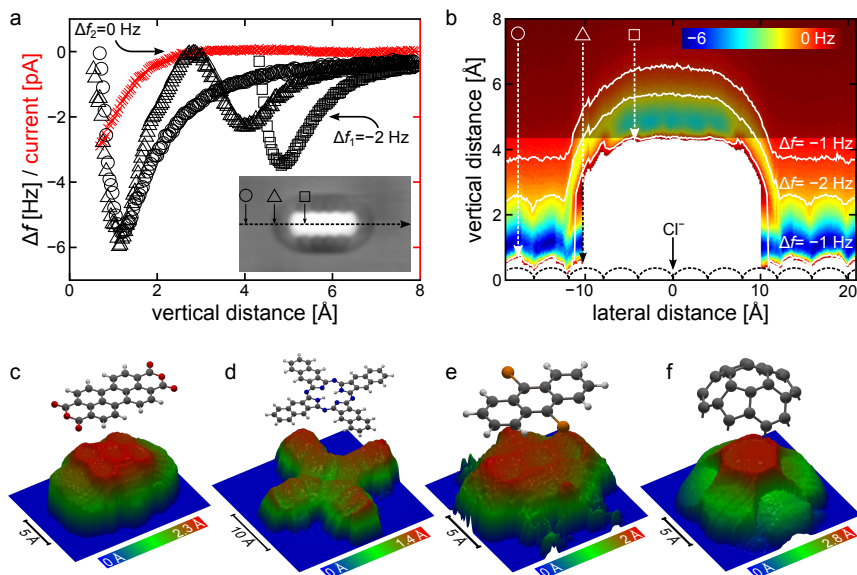 a
Δf₂=0 Hz
0
−2
−4
−6
Δf [Hz] / current [pA]
Δf₁=−2 Hz
0 2 4 6 8
vertical distance [Å]
b
−6 0 Hz
8
6
4
2
0
vertical distance [Å]
Δf= −1 Hz
Δf= −2 Hz
Δf= −1 Hz
Cl⁻
−10 0 10 20
lateral distance [Å]
c
5 Å
0 Å 2.3 Å
d
10 Å
0 Å 1.4 Å
e
5 Å
0 Å 2 Å
f
5 Å
0 Å 2.8 Å